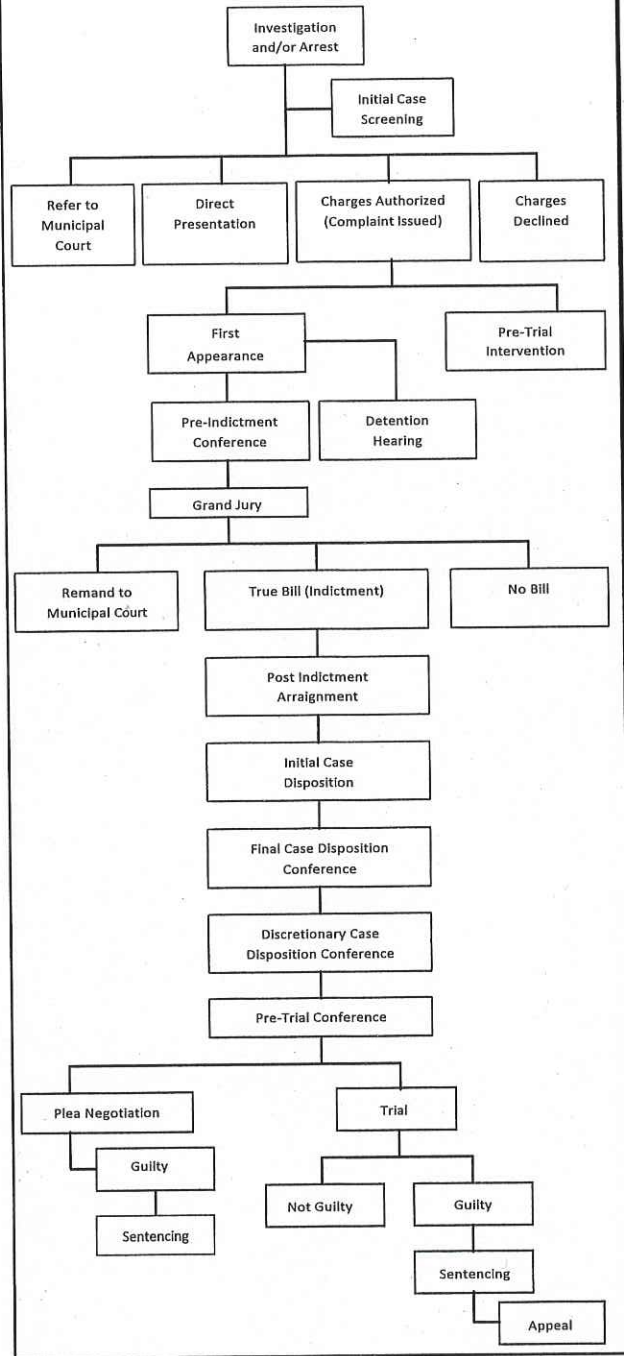 Investigation
and/or Arrest
Initial Case
Screening
Refer to
Municipal
Court
Direct
Presentation
Charges Authorized
(Complaint Issued)
Charges
Declined
First
Appearance
Pre-Trial
Intervention
Pre-Indictment
Conference
Detention
Hearing
Grand Jury
Remand to
Municipal Court
True Bill (Indictment)
No Bill
Post Indictment
Arraignment
Initial Case
Disposition
Final Case Disposition
Conference
Discretionary Case
Disposition Conference
Pre-Trial Conference
Plea Negotiation
Trial
Guilty
Not Guilty
Guilty
Sentencing
Sentencing
Appeal